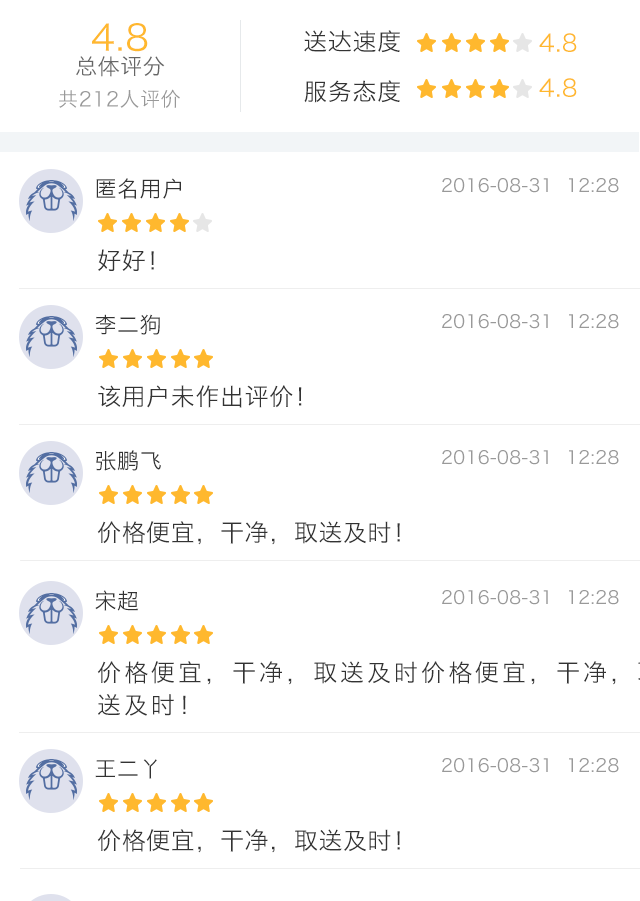 4.8
总体评分
共212人评价
送达速度 4.8
服务态度 4.8
匿名用户 2016-08-31 12:28
好好！
李二狗 2016-08-31 12:28
该用户未作出评价！
张鹏飞 2016-08-31 12:28
价格便宜，干净，取送及时！
宋超 2016-08-31 12:28
价格便宜，干净，取送及时价格便宜，干净，
送及时！
王二丫 2016-08-31 12:28
价格便宜，干净，取送及时！